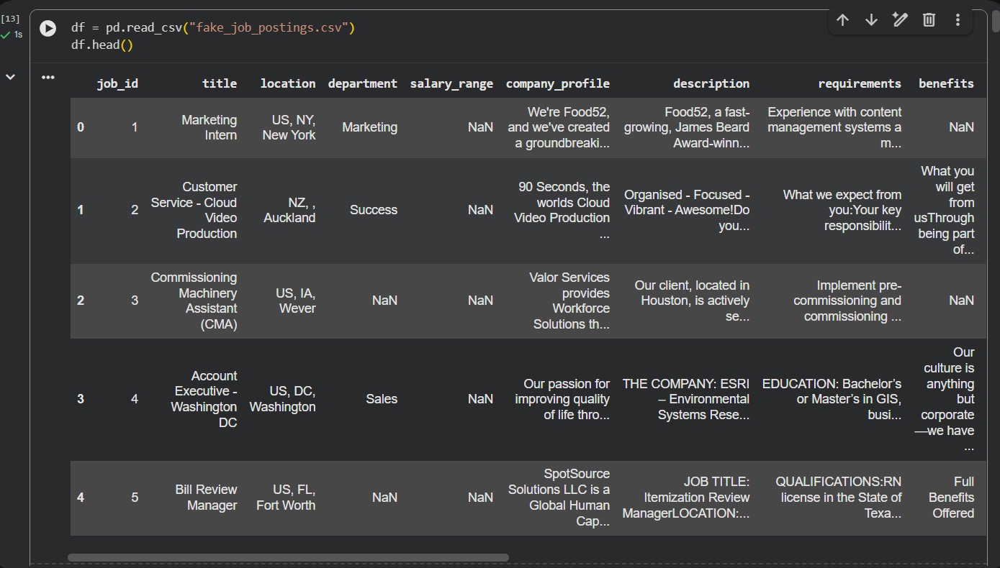 [13]
1s
df = pd.read_csv("fake_job_postings.csv")
df.head()
job_id title location department salary_range company_profile description requirements benefits
0 1 Marketing Intern US, NY, New York Marketing NaN We're Food52, and we've created a groundbreaki... Food52, a fast-growing, James Beard Award-winn... Experience with content management systems a m... NaN
1 2 Customer Service - Cloud Video Production NZ, , Auckland Success NaN 90 Seconds, the worlds Cloud Video Production ... Organised - Focused - Vibrant - Awesome!Do you... What we expect from you:Your key responsibilit... What you will get from usThrough being part of...
2 3 Commissioning Machinery Assistant (CMA) US, IA, Wever NaN NaN Valor Services provides Workforce Solutions th... Our client, located in Houston, is actively se... Implement pre-commissioning and commissioning ... NaN
3 4 Account Executive - Washington DC US, DC, Washington Sales NaN Our passion for improving quality of life thro... THE COMPANY: ESRI – Environmental Systems Rese... EDUCATION: Bachelor’s or Master’s in GIS, busi... Our culture is anything but corporate—we have ...
4 5 Bill Review Manager US, FL, Fort Worth NaN NaN SpotSource Solutions LLC is a Global Human Cap... JOB TITLE: Itemization Review ManagerLOCATION:... QUALIFICATIONS:RN license in the State of Texa... Full Benefits Offered